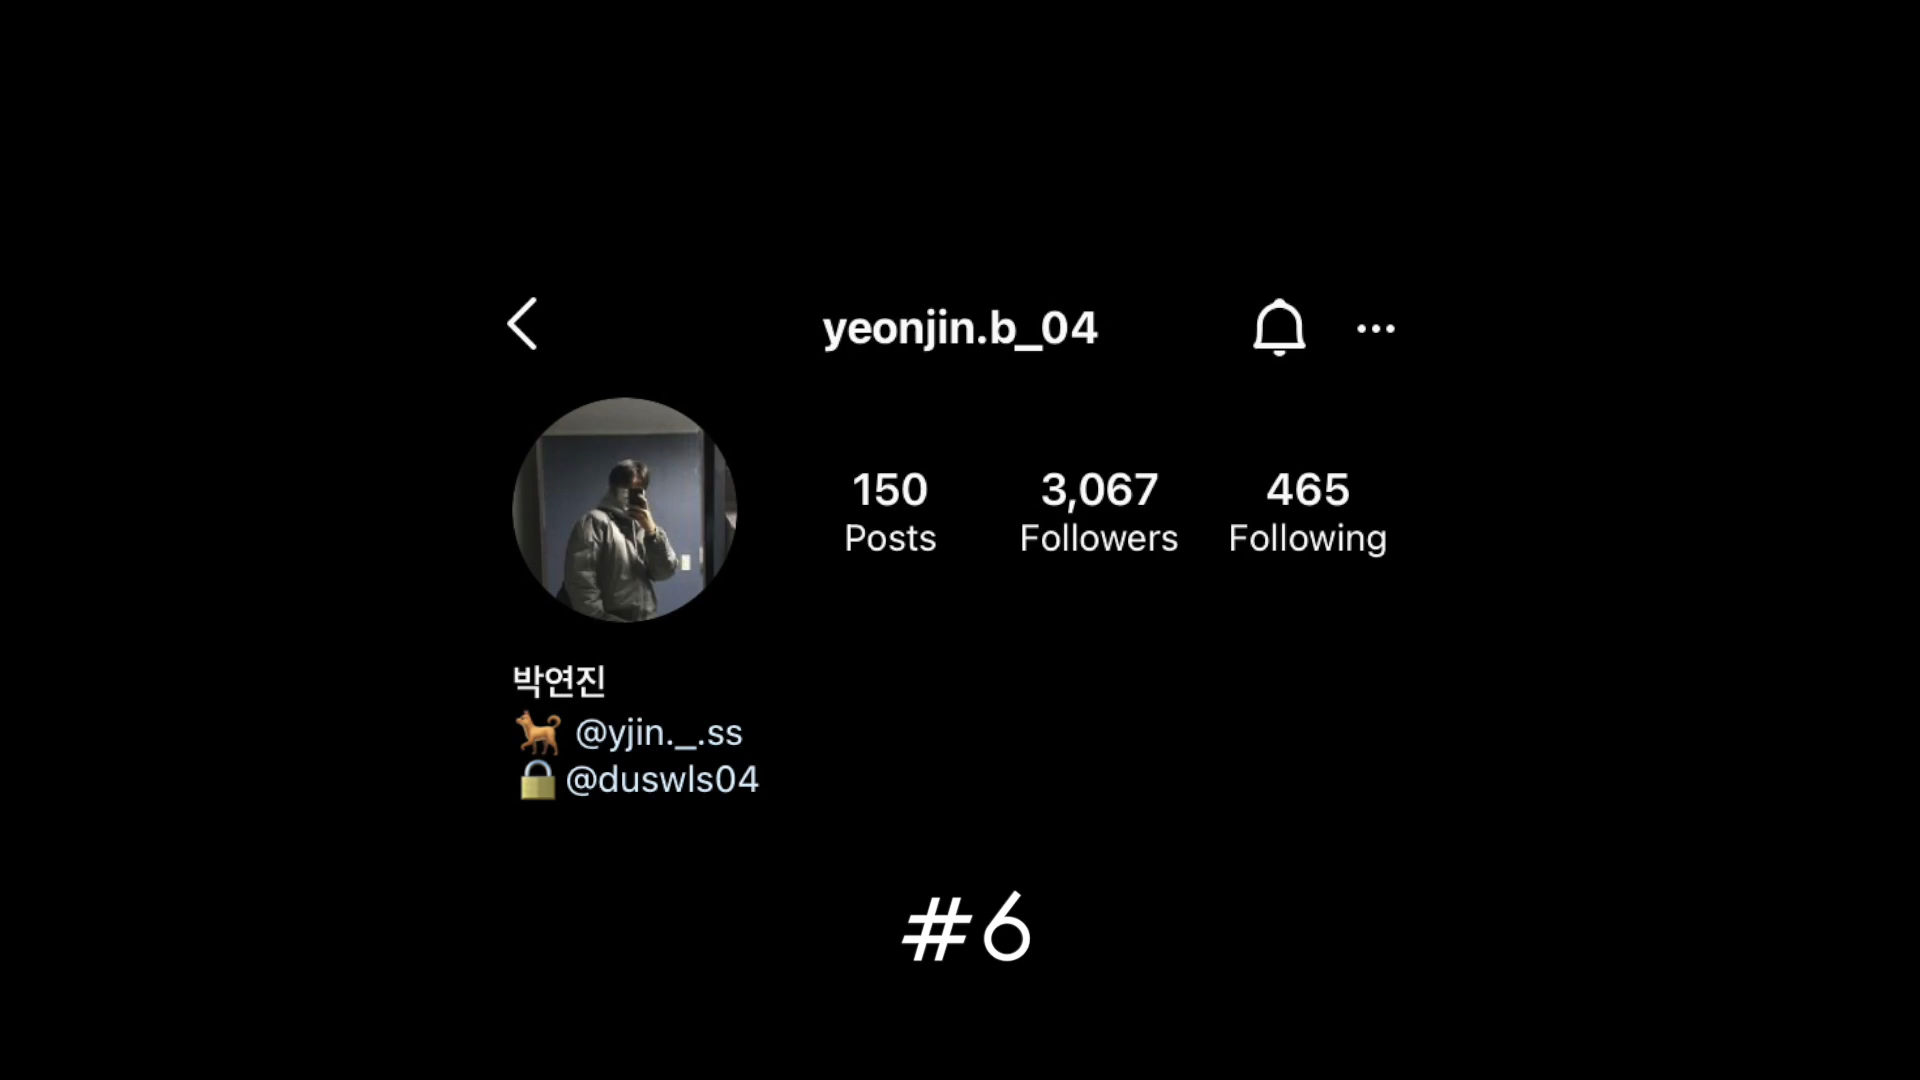 yeonjin.b_04
150 3,067 465
Posts Followers Following
박연진
@yjin._.ss
@duswls04
#6